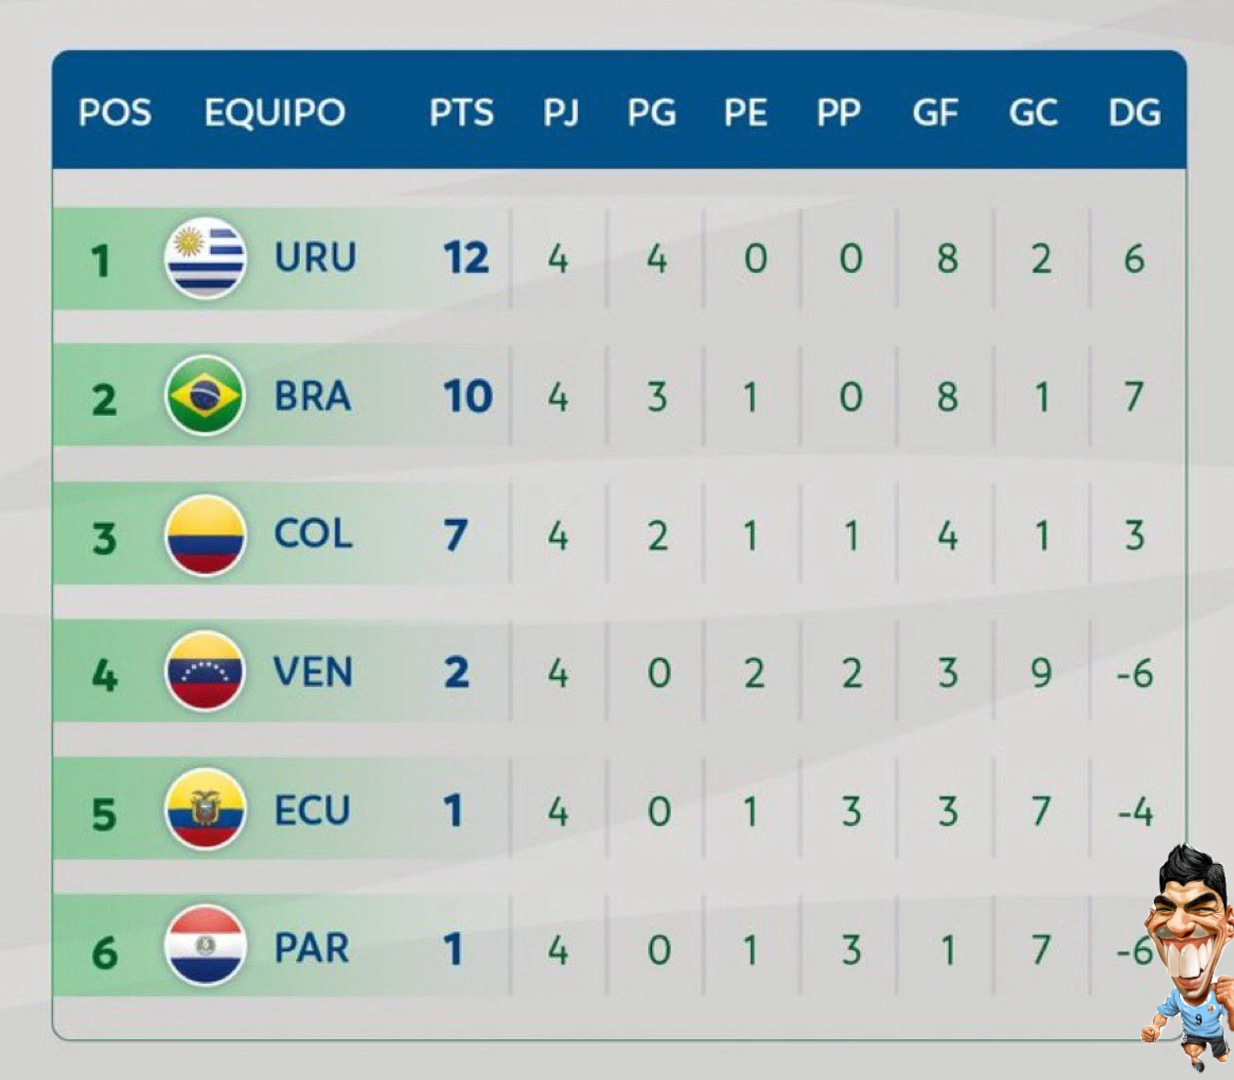 POS EQUIPO PTS PJ PG PE PP GF GC DG
1 URU 12 4 4 0 0 8 2 6
2 BRA 10 4 3 1 0 8 1 7
3 COL 7 4 2 1 1 4 1 3
4 VEN 2 4 0 2 2 3 9 -6
5 ECU 1 4 0 1 3 3 7 -4
6 PAR 1 4 0 1 3 1 7 -6
9